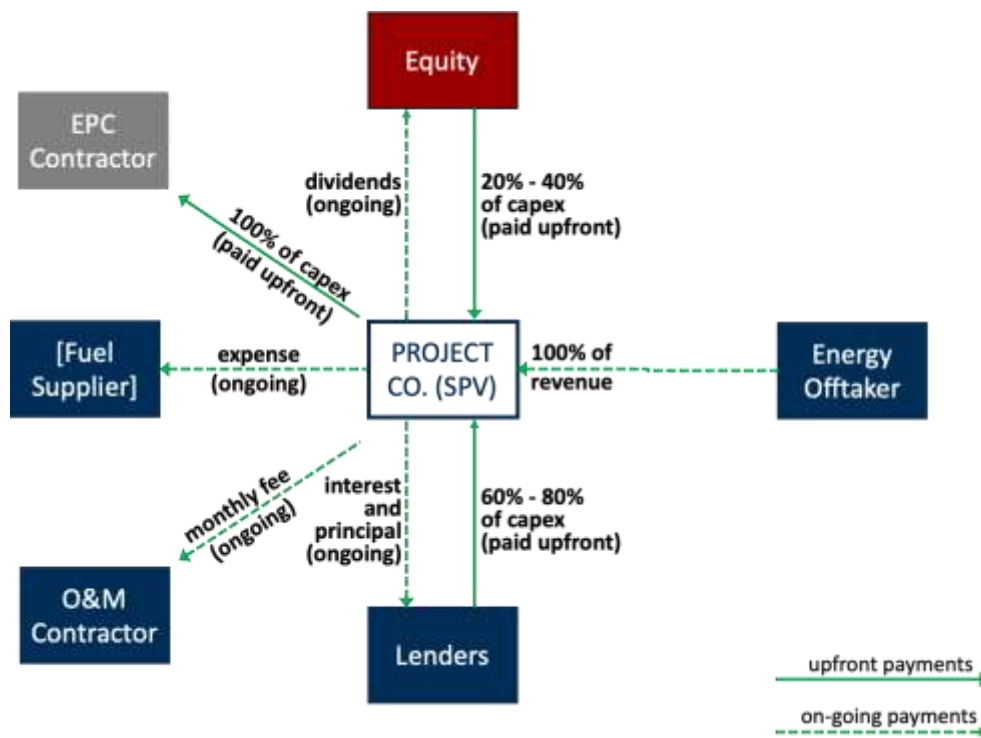 Equity
EPC
Contractor
dividends
(ongoing)
20% - 40%
of capex
(paid upfront)
100% of capex
(paid upfront)
[Fuel
Supplier]
expense
(ongoing)
PROJECT
CO. (SPV)
100% of
revenue
Energy
Offtaker
monthly fee
(ongoing)
interest
and
principal
(ongoing)
60% - 80%
of capex
(paid upfront)
O&M
Contractor
Lenders
upfront payments
on-going payments